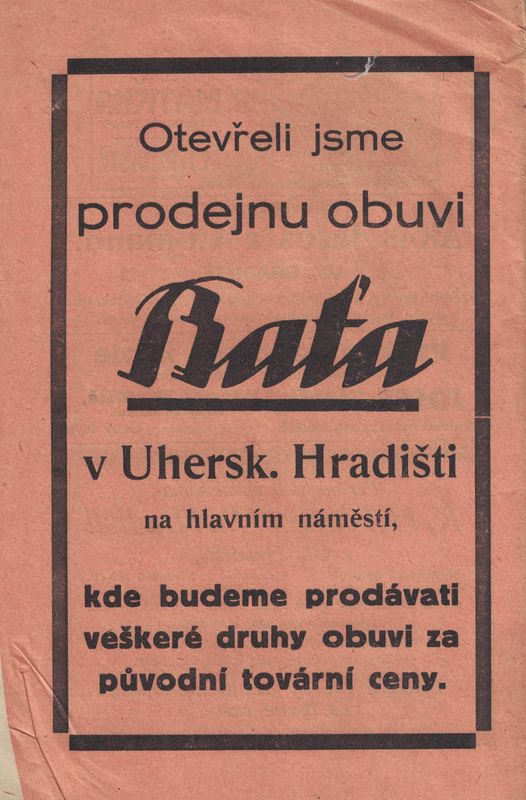 Otevřeli jsme
prodejnu obuvi
Baťa
v Uhersk. Hradišti
na hlavním náměstí,
kde budeme prodávati
veškeré druhy obuvi za
původní tovární ceny.